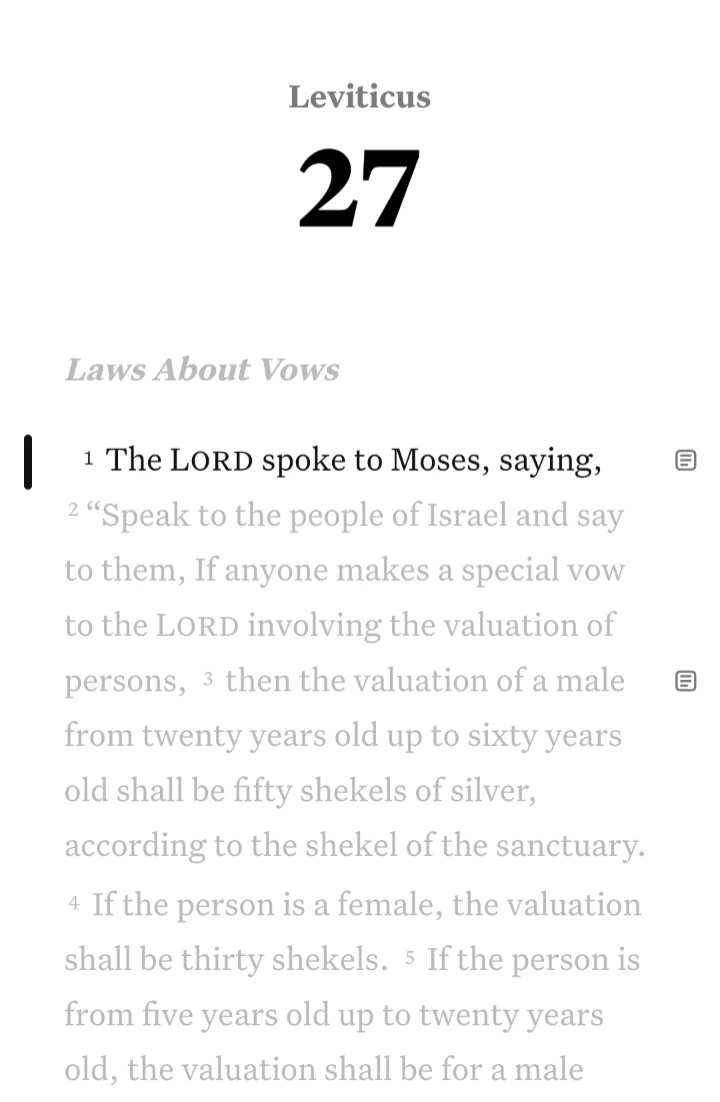 Leviticus
27
Laws About Vows
1 The LORD spoke to Moses, saying,
2 “Speak to the people of Israel and say
to them, If anyone makes a special vow
to the LORD involving the valuation of
persons, 3 then the valuation of a male
from twenty years old up to sixty years
old shall be fifty shekels of silver,
according to the shekel of the sanctuary.
4 If the person is a female, the valuation
shall be thirty shekels. 5 If the person is
from five years old up to twenty years
old, the valuation shall be for a male